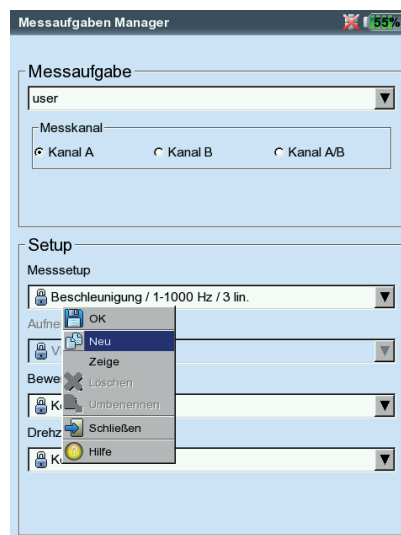 Messaufgaben Manager 55%
Messaufgabe
user
Messkanal
Kanal A Kanal B Kanal A/B
Setup
Messsetup
Beschleunigung / 1-1000 Hz / 3 lin.
OK
Neu
Zeige
Löschen
Umbenennen
Schließen
Hilfe